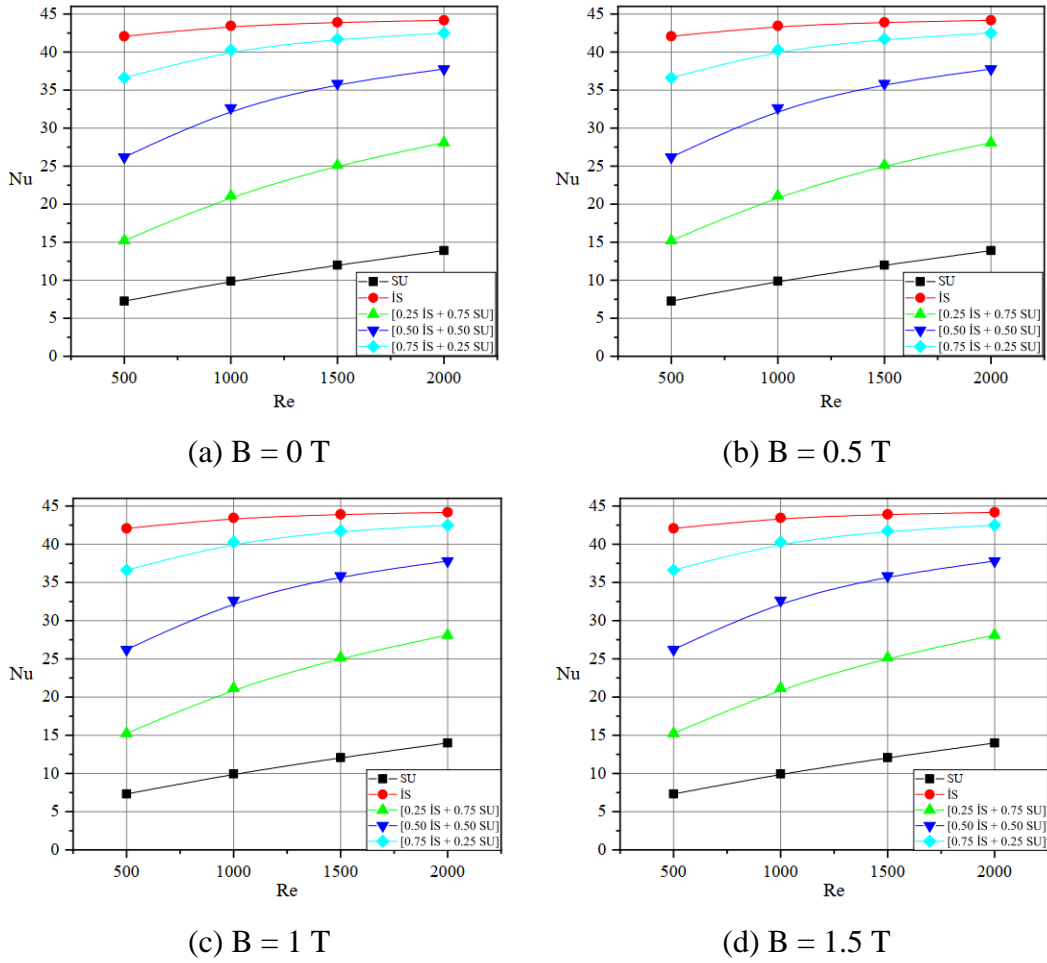 45
40
35
30
25
Nu
20
15
10
5
0
SU
İS
[0.25 İS + 0.75 SU]
[0.50 İS + 0.50 SU]
[0.75 İS + 0.25 SU]
500 1000 1500 2000
Re
(a) B = 0 T
45
40
35
30
25
Nu
20
15
10
5
0
SU
İS
[0.25 İS + 0.75 SU]
[0.50 İS + 0.50 SU]
[0.75 İS + 0.25 SU]
500 1000 1500 2000
Re
(b) B = 0.5 T
45
40
35
30
25
Nu
20
15
10
5
0
SU
İS
[0.25 İS + 0.75 SU]
[0.50 İS + 0.50 SU]
[0.75 İS + 0.25 SU]
500 1000 1500 2000
Re
(c) B = 1 T
45
40
35
30
25
Nu
20
15
10
5
0
SU
İS
[0.25 İS + 0.75 SU]
[0.50 İS + 0.50 SU]
[0.75 İS + 0.25 SU]
500 1000 1500 2000
Re
(d) B = 1.5 T